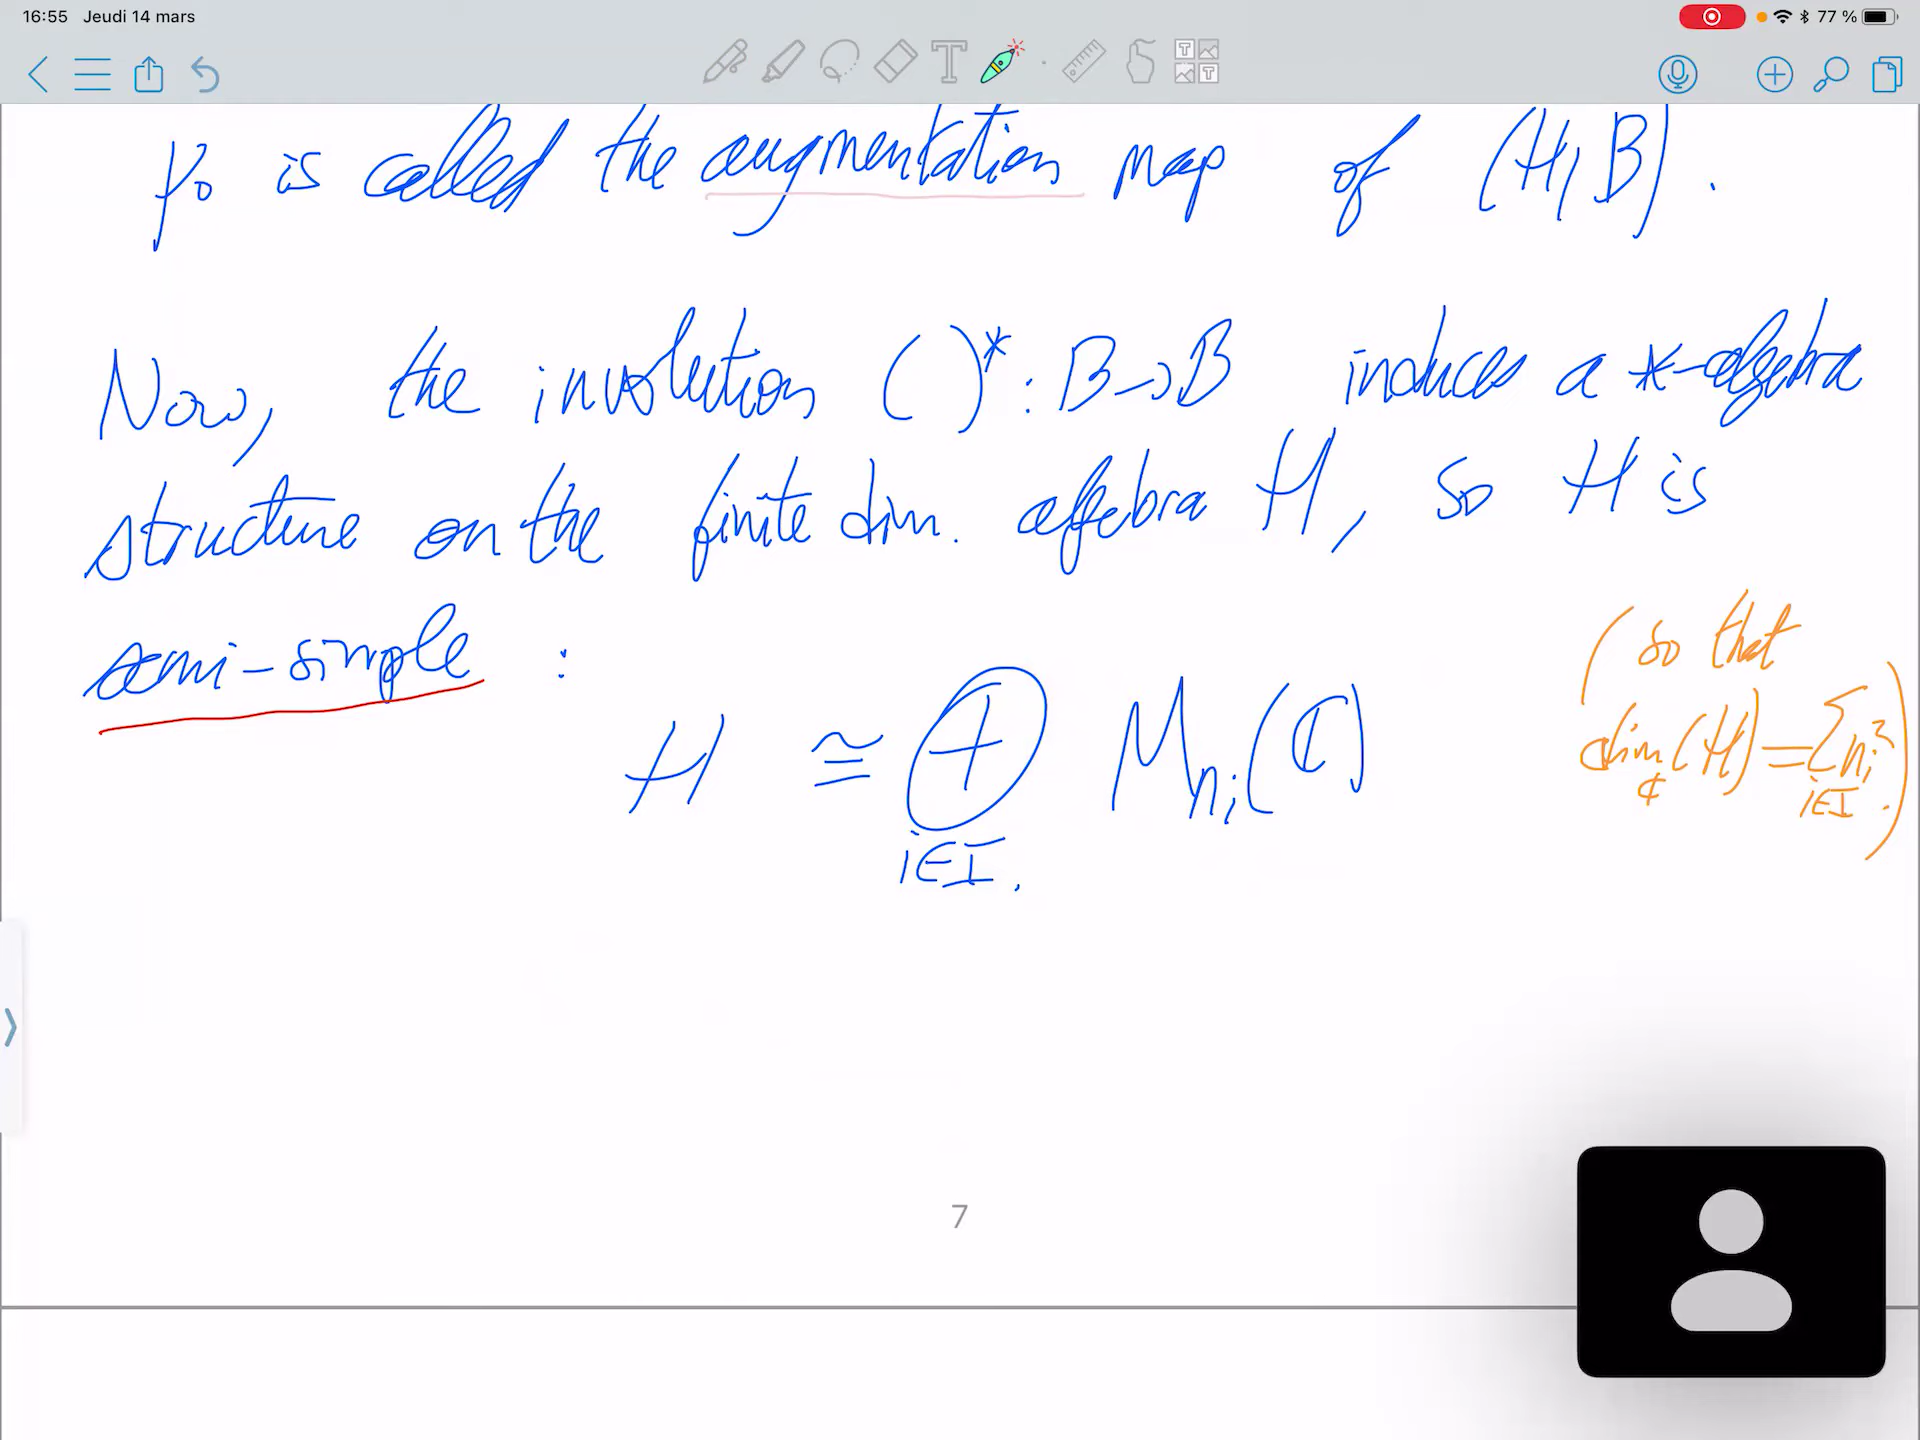 16:55 Jeudi 14 mars 77 %
μ₀ is called the augmentation map of (H, B).
Now, the involution ( )* : B → B induces a *-algebra
structure on the finite dim. algebra H, so H is
semi-simple :
(so that
dim_ℂ(H) = ∑_{i∈I} n_i².)
H ≅ ⊕_{i∈I} M_{n_i}(ℂ)
7